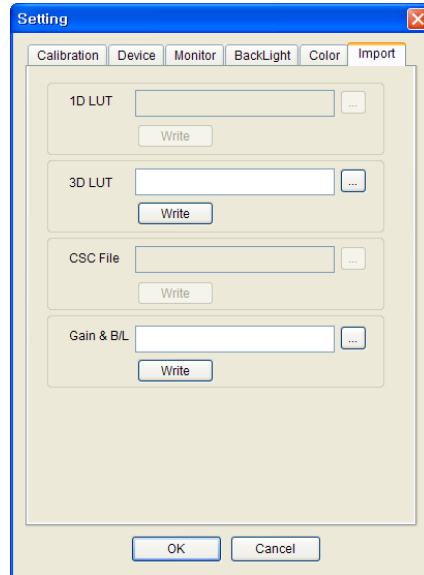 Setting
Calibration Device Monitor BackLight Color Import
1D LUT ...
Write
3D LUT ...
Write
CSC File ...
Write
Gain & B/L ...
Write
OK Cancel